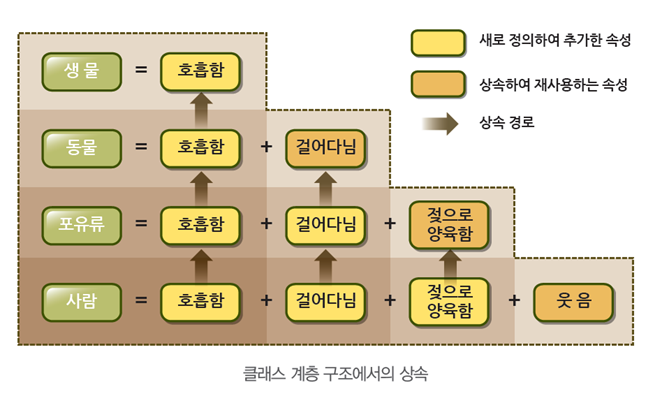 생 물 = 호흡함
새로 정의하여 추가한 속성
상속하여 재사용하는 속성
상속 경로
동물 = 호흡함 + 걸어다님
포유류 = 호흡함 + 걸어다님 + 젖으로
양육함
사람 = 호흡함 + 걸어다님 + 젖으로
양육함 + 웃 음
클래스 계층 구조에서의 상속